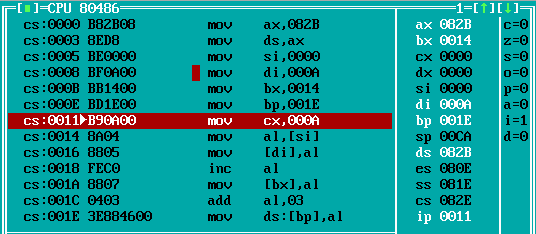 [■]=CPU 80486 1=[↑][↓]
cs:0000 B82B08 mov ax,082B ax 082B c=0
cs:0003 8ED8 mov ds,ax bx 0014 z=0
cs:0005 BE0000 mov si,0000 cx 0000 s=0
cs:0008 BF0A00 mov di,000A dx 0000 o=0
cs:000B BB1400 mov bx,0014 si 0000 p=0
cs:000E BD1E00 mov bp,001E di 000A a=0
cs:0011►B90A00 mov cx,000A bp 001E i=1
cs:0014 8A04 mov al,[si] sp 00CA d=0
cs:0016 8805 mov [di],al ds 082B
cs:0018 FEC0 inc al es 080E
cs:001A 8807 mov [bx],al ss 081E
cs:001C 0403 add al,03 cs 082E
cs:001E 3E884600 mov ds:[bp],al ip 0011